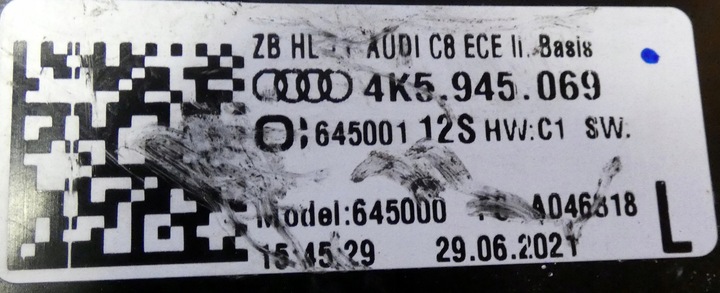 ZB HL AUDI C8 ECE li. Basis
4K5.945.069
645001 12S HW:C1 SW:
Model:645000 A046318
15:45:29 29.06.2021
L